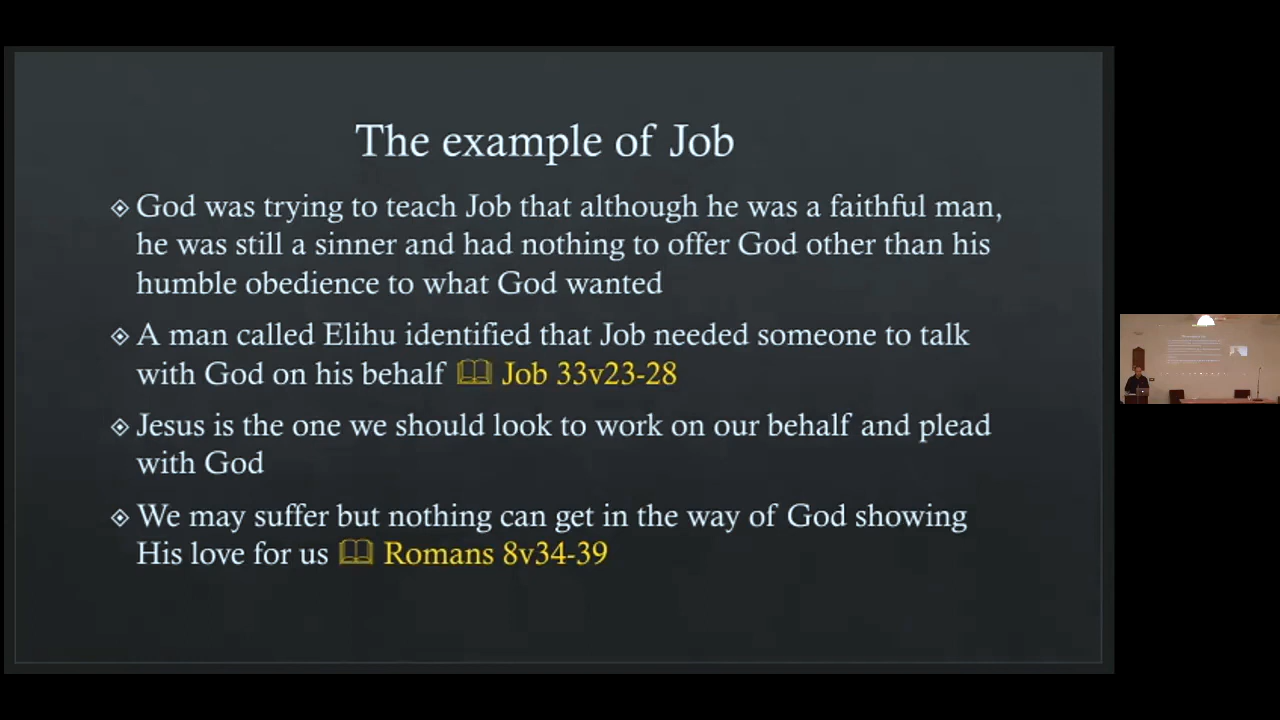 The example of Job
God was trying to teach Job that although he was a faithful man,
he was still a sinner and had nothing to offer God other than his
humble obedience to what God wanted
A man called Elihu identified that Job needed someone to talk
with God on his behalf Job 33v23-28
Jesus is the one we should look to work on our behalf and plead
with God
We may suffer but nothing can get in the way of God showing
His love for us Romans 8v34-39